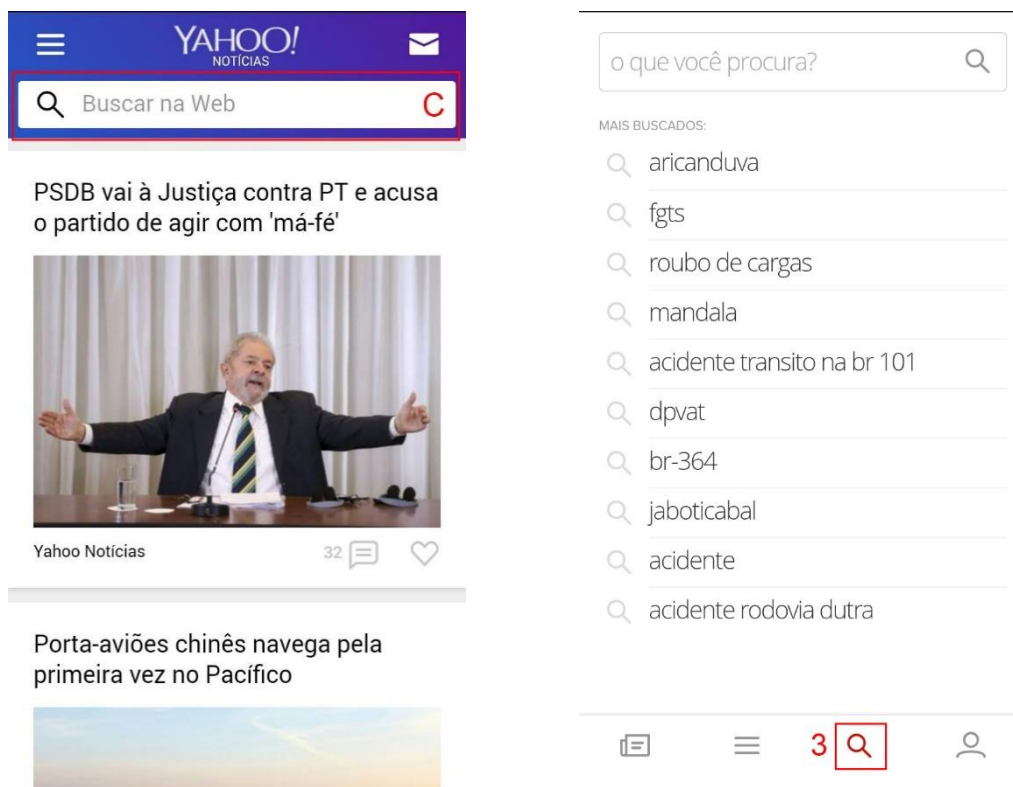 YAHOO!
NOTÍCIAS
Buscar na Web
C
PSDB vai à Justiça contra PT e acusa
o partido de agir com 'má-fé'
Yahoo Notícias
32
Porta-aviões chinês navega pela
primeira vez no Pacífico
o que você procura?
MAIS BUSCADOS:
aricanduva
fgts
roubo de cargas
mandala
acidente transito na br 101
dpvat
br-364
jaboticabal
acidente
acidente rodovia dutra
3